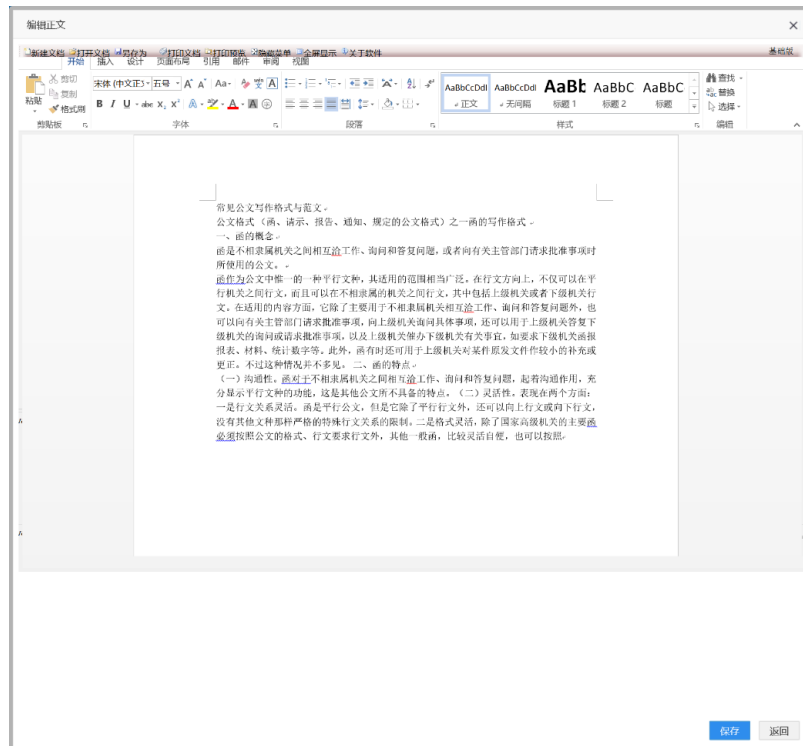 编辑正文
新建文档 打开文档 另存为 打印文档 打印预览 隐藏菜单 全屏显示 关于软件 基础版
开始 插入 设计 页面布局 引用 邮件 审阅 视图
粘贴 剪切 复制 格式刷
宋体 (中文正 五号
AaBbCcDdI AaBbCcDdI AaBb AaBbC AaBbC
正文 无间隔 标题 1 标题 2 标题
查找 替换 选择
剪贴板 字体 段落 样式 编辑
常见公文写作格式与范文
公文格式（函、请示、报告、通知、规定的公文格式）之一函的写作格式
一、函的概念
函是不相隶属机关之间相互洽工作、询问和答复问题，或者向有关主管部门请求批准事项时
所使用的公文。
函作为公文中惟一的一种平行文种，其适用的范围相当广泛。在行文方向上，不仅可以在平
行机关之间行文，而且可以在不相隶属的机关之间行文，其中包括上级机关或者下级机关行
文。在适用的内容方面，它除了主要用于不相隶属机关相互洽工作、询问和答复问题外，也
可以向有关主管部门请求批准事项，向上级机关询问具体事项，还可以用于上级机关答复下
级机关的询问或请求批准事项，以及上级机关催办下级机关有关事宜，如要求下级机关函报
报表、材料、统计数字等。此外，函有时还可用于上级机关对某件原发文件作较小的补充或
更正。不过这种情况并不多见。 二、函的特点
（一）沟通性。函对于不相隶属机关之间相互洽工作、询问和答复问题，起着沟通作用，充
分显示平行文种的功能，这是其他公文所不具备的特点。（二）灵活性。表现在两个方面：
一是行文关系灵活。函是平行公文，但是它除了平行行文外，还可以向上行文或向下行文，
没有其他文种那样严格的特殊行文关系的限制。二是格式灵活，除了国家高级机关的主要函
必须按照公文的格式、行文要求行文外，其他一般函，比较灵活自便，也可以按照
保存 返回